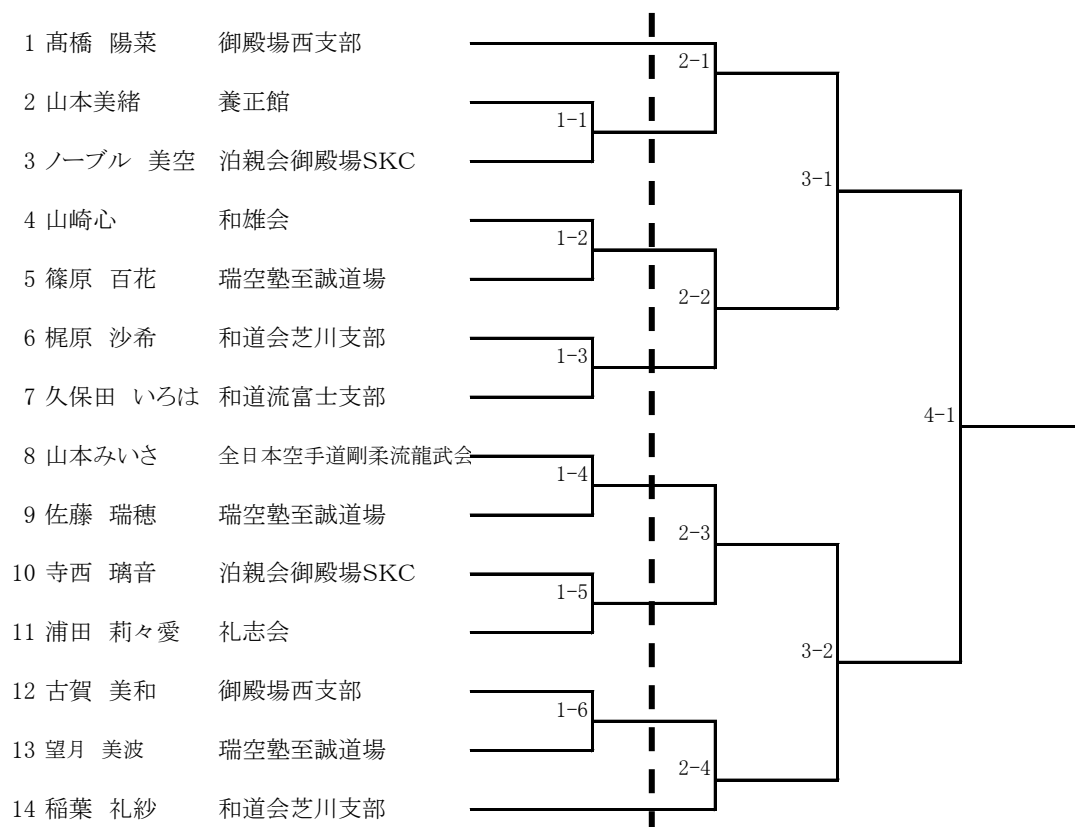 1 髙橋 陽菜 御殿場西支部
2-1
2 山本美緒 養正館
1-1
3 ノーブル 美空 泊親会御殿場SKC
3-1
4 山崎心 和雄会
1-2
5 篠原 百花 瑞空塾至誠道場
2-2
6 梶原 沙希 和道会芝川支部
1-3
7 久保田 いろは 和道流富士支部
4-1
8 山本みいさ 全日本空手道剛柔流龍武会
1-4
9 佐藤 瑞穂 瑞空塾至誠道場
2-3
10 寺西 璃音 泊親会御殿場SKC
1-5
11 浦田 莉々愛 礼志会
3-2
12 古賀 美和 御殿場西支部
1-6
13 望月 美波 瑞空塾至誠道場
2-4
14 稲葉 礼紗 和道会芝川支部